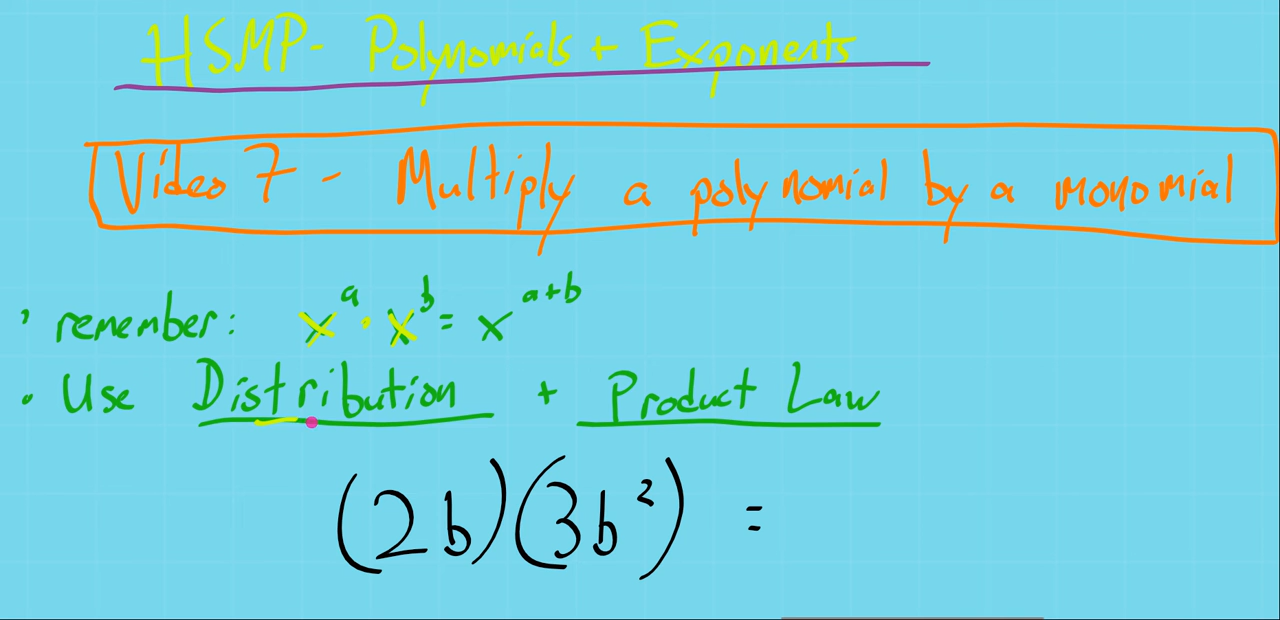 HSMP- Polynomials + Exponents
Video 7 - Multiply a polynomial by a monomial
• remember: x^a · x^b = x^(a+b)
• Use Distribution + Product Law
(2b)(3b²) =